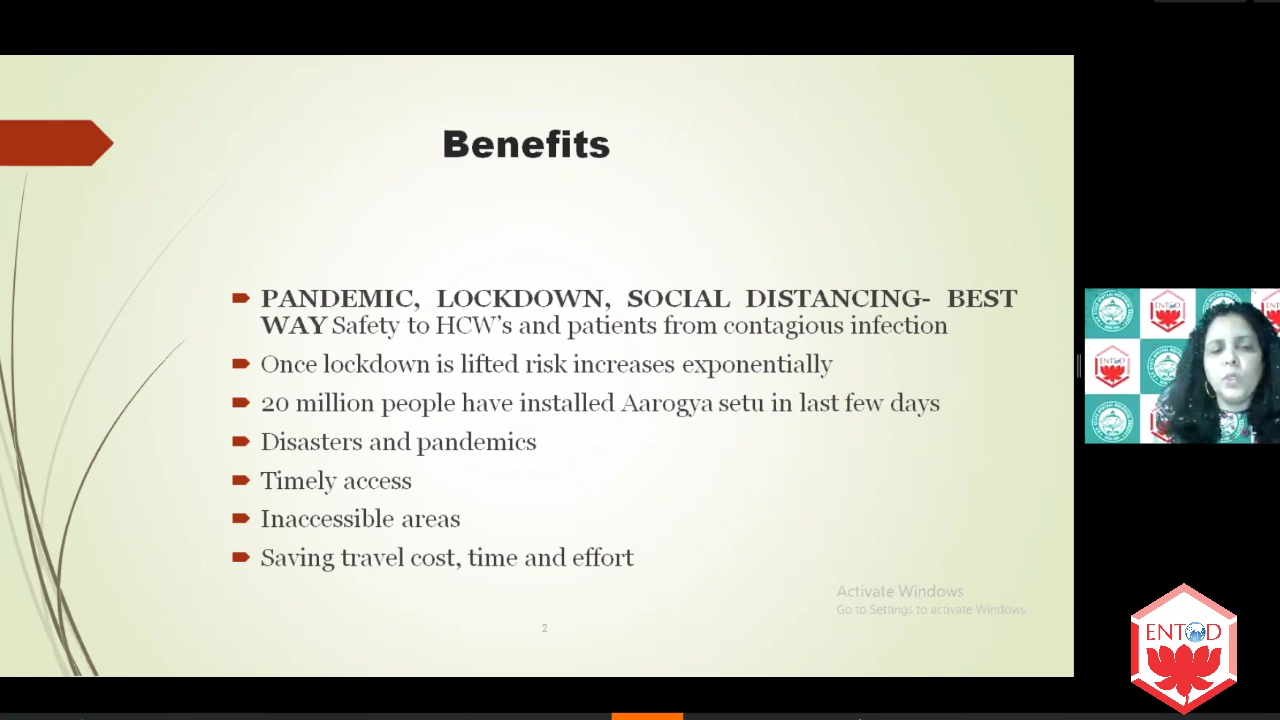 Benefits
PANDEMIC, LOCKDOWN, SOCIAL DISTANCING- BEST
WAY Safety to HCW's and patients from contagious infection
Once lockdown is lifted risk increases exponentially
20 million people have installed Aarogya setu in last few days
Disasters and pandemics
Timely access
Inaccessible areas
Saving travel cost, time and effort
Activate Windows
Go to Settings to activate Windows.
2
ENTOD